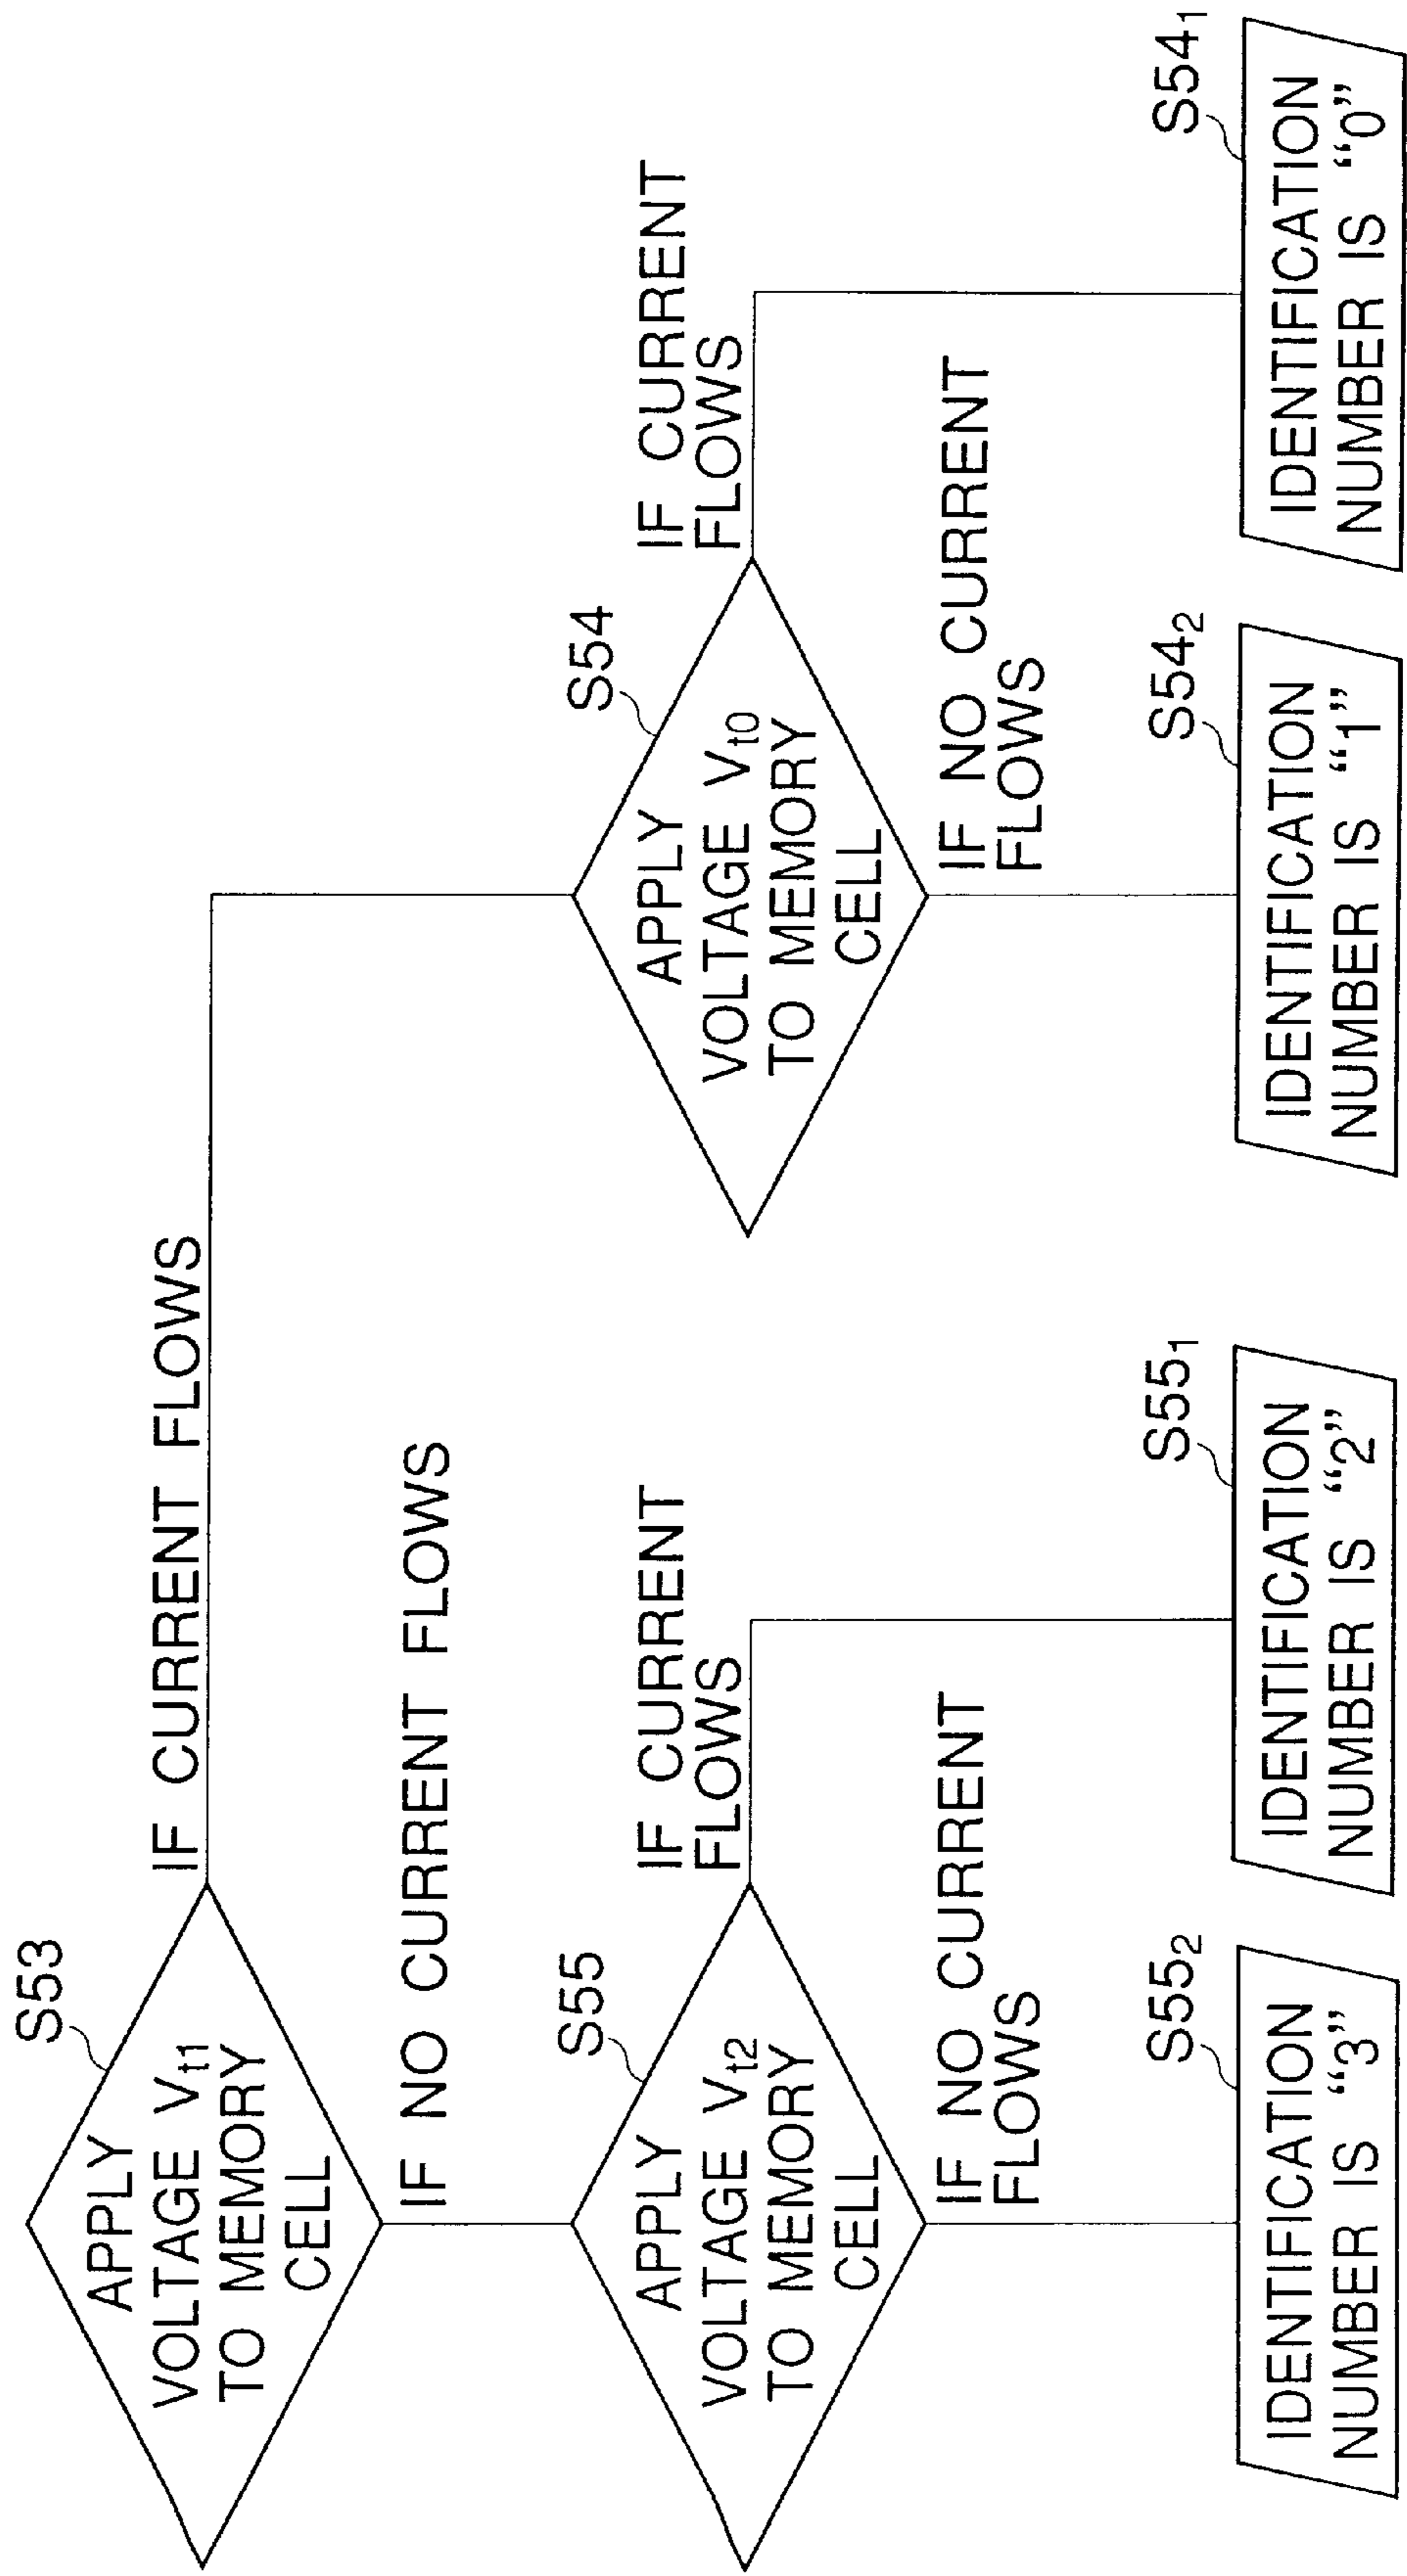 S53
APPLY
VOLTAGE Vt1
TO MEMORY
CELL
IF CURRENT FLOWS
IF NO CURRENT FLOWS
S55
APPLY
VOLTAGE Vt2
TO MEMORY
CELL
IF CURRENT
FLOWS
IF NO CURRENT
FLOWS
S54
APPLY
VOLTAGE Vt0
TO MEMORY
CELL
IF CURRENT
FLOWS
IF NO CURRENT
FLOWS
S552
IDENTIFICATION
NUMBER IS “3”
S551
IDENTIFICATION
NUMBER IS “2”
S542
IDENTIFICATION
NUMBER IS “1”
S541
IDENTIFICATION
NUMBER IS “0”